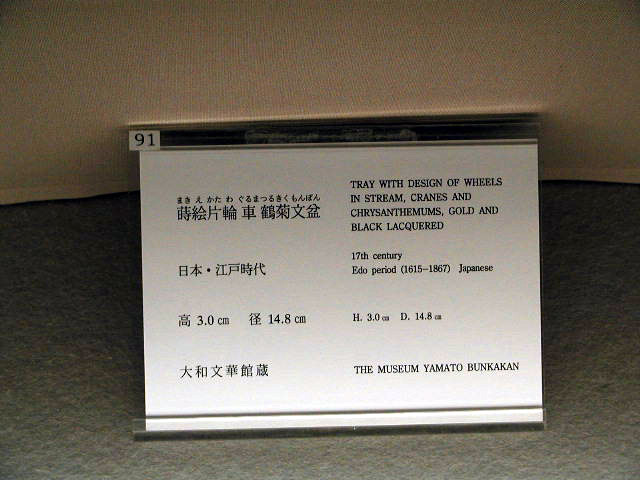 91
まきえかたわぐるまつるきくもんぼん
蒔絵片輪車鶴菊文盆
日本・江戸時代
高 3.0㎝ 径 14.8㎝
大和文華館蔵
TRAY WITH DESIGN OF WHEELS
IN STREAM, CRANES AND
CHRYSANTHEMUMS, GOLD AND
BLACK LACQUERED
17th century
Edo period (1615-1867) Japanese
H. 3.0㎝ D. 14.8㎝
THE MUSEUM YAMATO BUNKAKAN